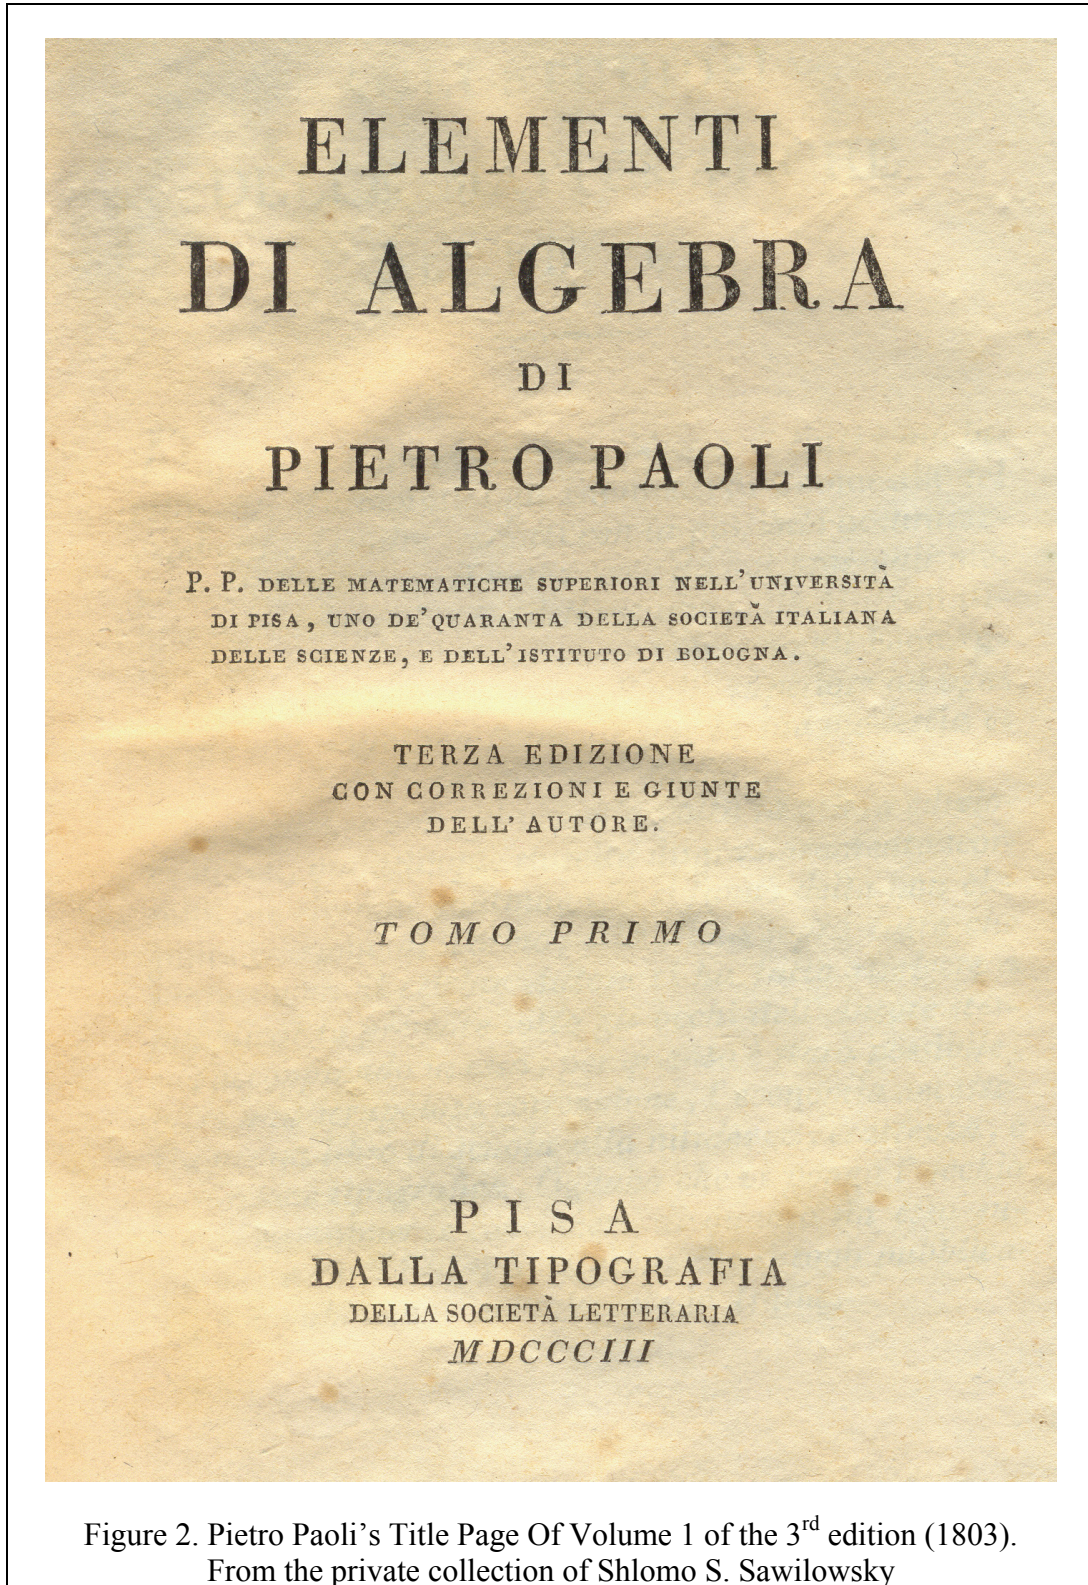 ELEMENTI
DI ALGEBRA
DI
PIETRO PAOLI
P. P. DELLE MATEMATICHE SUPERIORI NELL'UNIVERSITÀ
DI PISA, UNO DE'QUARANTA DELLA SOCIETÀ ITALIANA
DELLE SCIENZE, E DELL'ISTITUTO DI BOLOGNA.
TERZA EDIZIONE
CON CORREZIONI E GIUNTE
DELL' AUTORE.
TOMO PRIMO
PISA
DALLA TIPOGRAFIA
DELLA SOCIETÀ LETTERARIA
MDCCCIII
Figure 2. Pietro Paoli's Title Page Of Volume 1 of the 3rd edition (1803).
From the private collection of Shlomo S. Sawilowsky